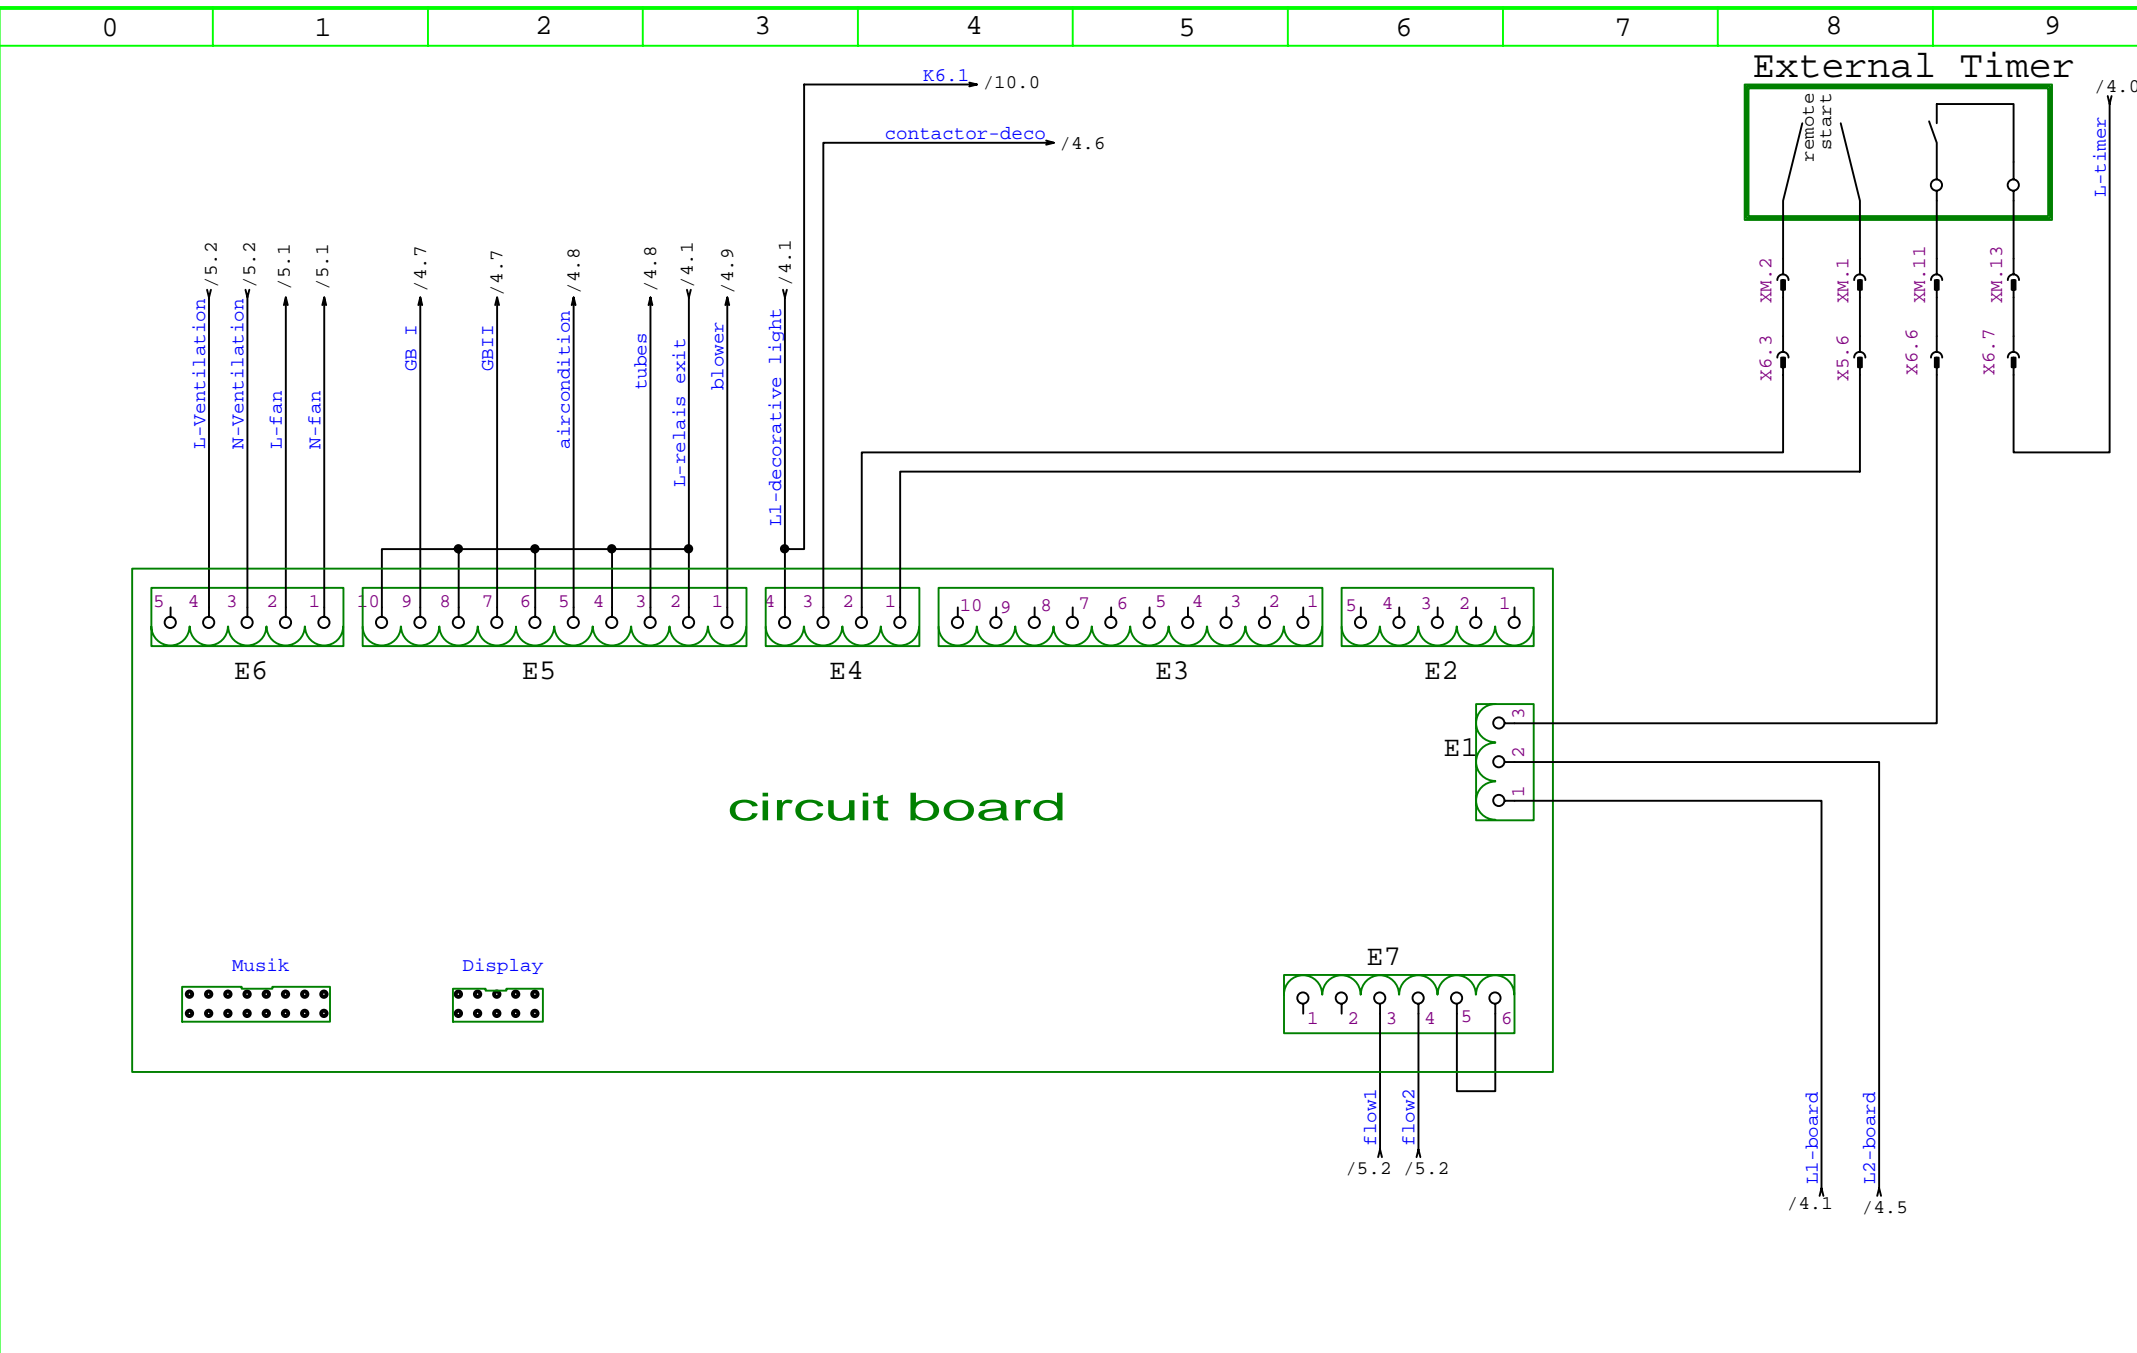 0 1 2 3 4 5 6 7 8 9
External Timer
K6.1 /10.0
contactor-deco /4.6
remote
start
/4.0
L-timer
/5.2 /5.2 /5.1 /5.1 /4.7 /4.7 /4.8 /4.8 /4.1 /4.9 /4.1
L-Ventilation
N-Ventilation
L-fan
N-fan
GB I
GBII
aircondition
tubes
L-relais exit
blower
L1-decorative light
XM.2 XM.1 XM.11 XM.13
X6.3 X5.6 X6.6 X6.7
5 4 3 2 1
10 9 8 7 6 5 4 3 2 1
4 3 2 1
10 9 8 7 6 5 4 3 2 1
5 4 3 2 1
E6 E5 E4 E3 E2
3
E1 2
1
circuit board
E7
Musik Display
1 2 3 4 5 6
flow1 flow2
/5.2 /5.2
L1-board L2-board
/4.1 /4.5